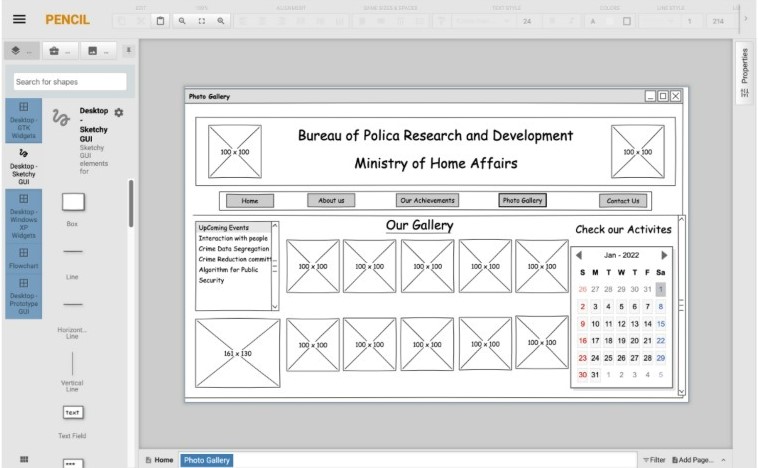 EDIT
ALIGNMENT
SAME SIZES & SPACES
TEXT STYLE
COLORS
LINE STYLE
PENCIL
100%
24
A
1
214
Search for shapes
Desktop - GTK Widgets
Desktop - Sketchy GUI
Desktop - Windows XP Widgets
Flowchart
Desktop - Prototype GUI
Desktop - Sketchy GUI
Sketchy GUI elements for
Box
Line
Horizont... Line
Vertical Line
TEXT
Text Field
Photo Gallery
100 x 100
Bureau of Polica Research and Development
Ministry of Home Affairs
100 x 100
Home
About us
Our Achievements
Photo Gallery
Contact Us
UpComing Events
Interaction with people
Crime Data Segregation
Crime Reduction committ...
Algorithm for Public
Security
Our Gallery
100 x 100 100 x 100 100 x 100 100 x 100 100 x 100
161 x 130
100 x 100 100 x 100 100 x 100 100 x 100 100 x 100
Check our Activites
Jan - 2022
S M T W T F Sa
26 27 28 29 30 31 1
2 3 4 5 6 7 8
9 10 11 12 13 14 15
16 17 18 19 20 21 22
23 24 25 26 27 28 29
30 31 1 2 3 4 5
Properties
Home
Photo Gallery
Filter
Add Page...